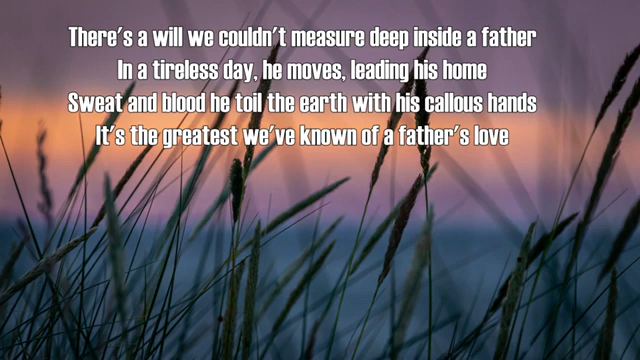 There's a will we couldn't measure deep inside a father
In a tireless day, he moves, leading his home
Sweat and blood he toil the earth with his callous hands
It's the greatest we've known of a father's love